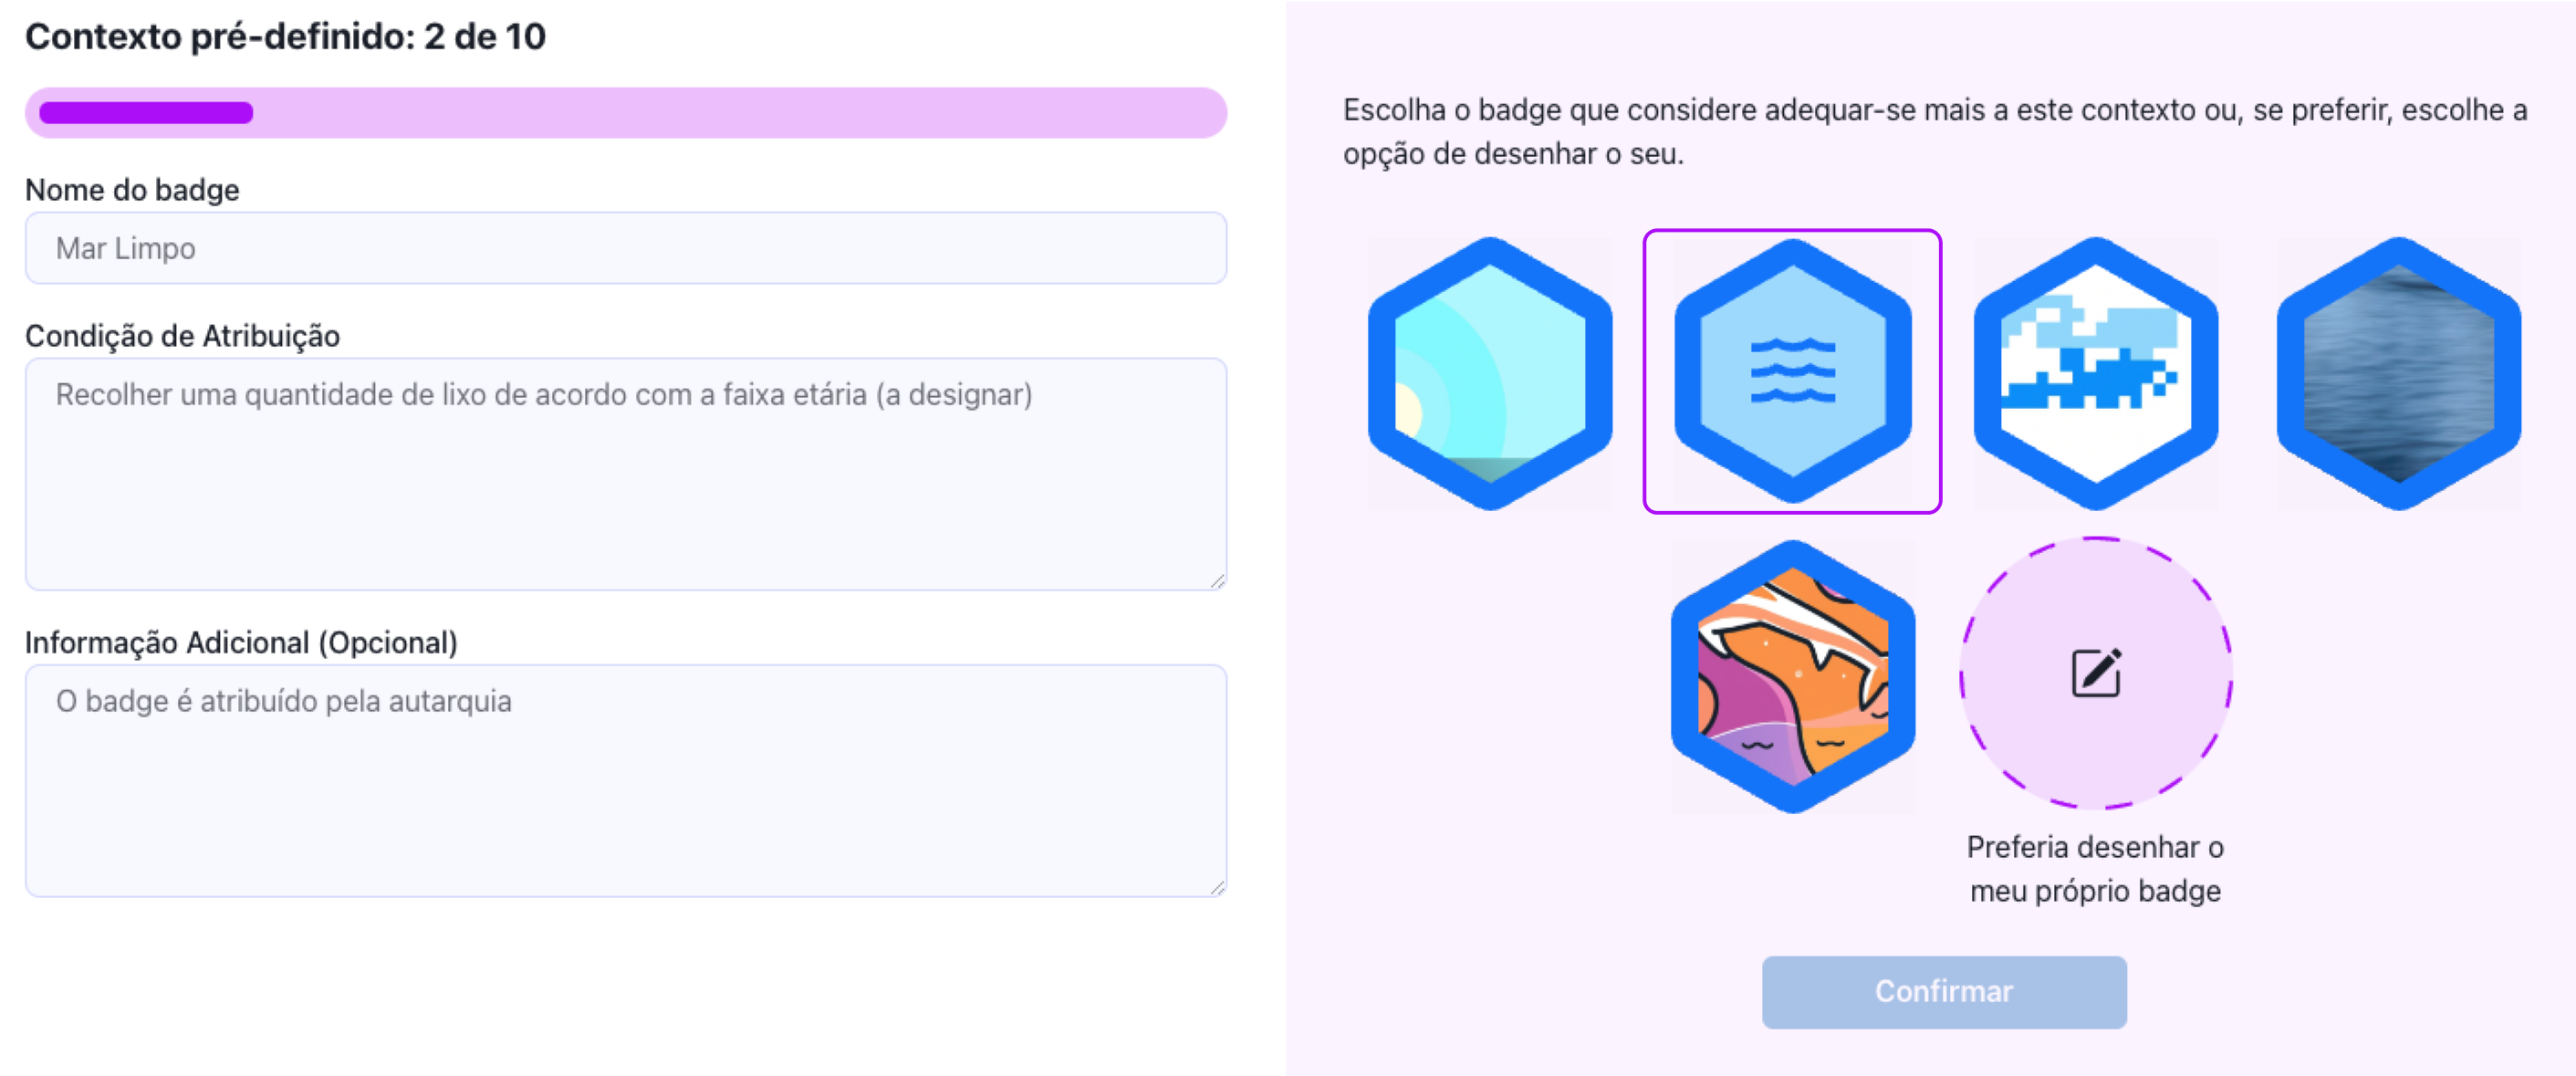 Contexto pré-definido: 2 de 10
Nome do badge
Mar Limpo
Condição de Atribuição
Recolher uma quantidade de lixo de acordo com a faixa etária (a designar)
Informação Adicional (Opcional)
O badge é atribuído pela autarquia
Escolha o badge que considere adequar-se mais a este contexto ou, se preferir, escolhe a
opção de desenhar o seu.
Preferia desenhar o
meu próprio badge
Confirmar